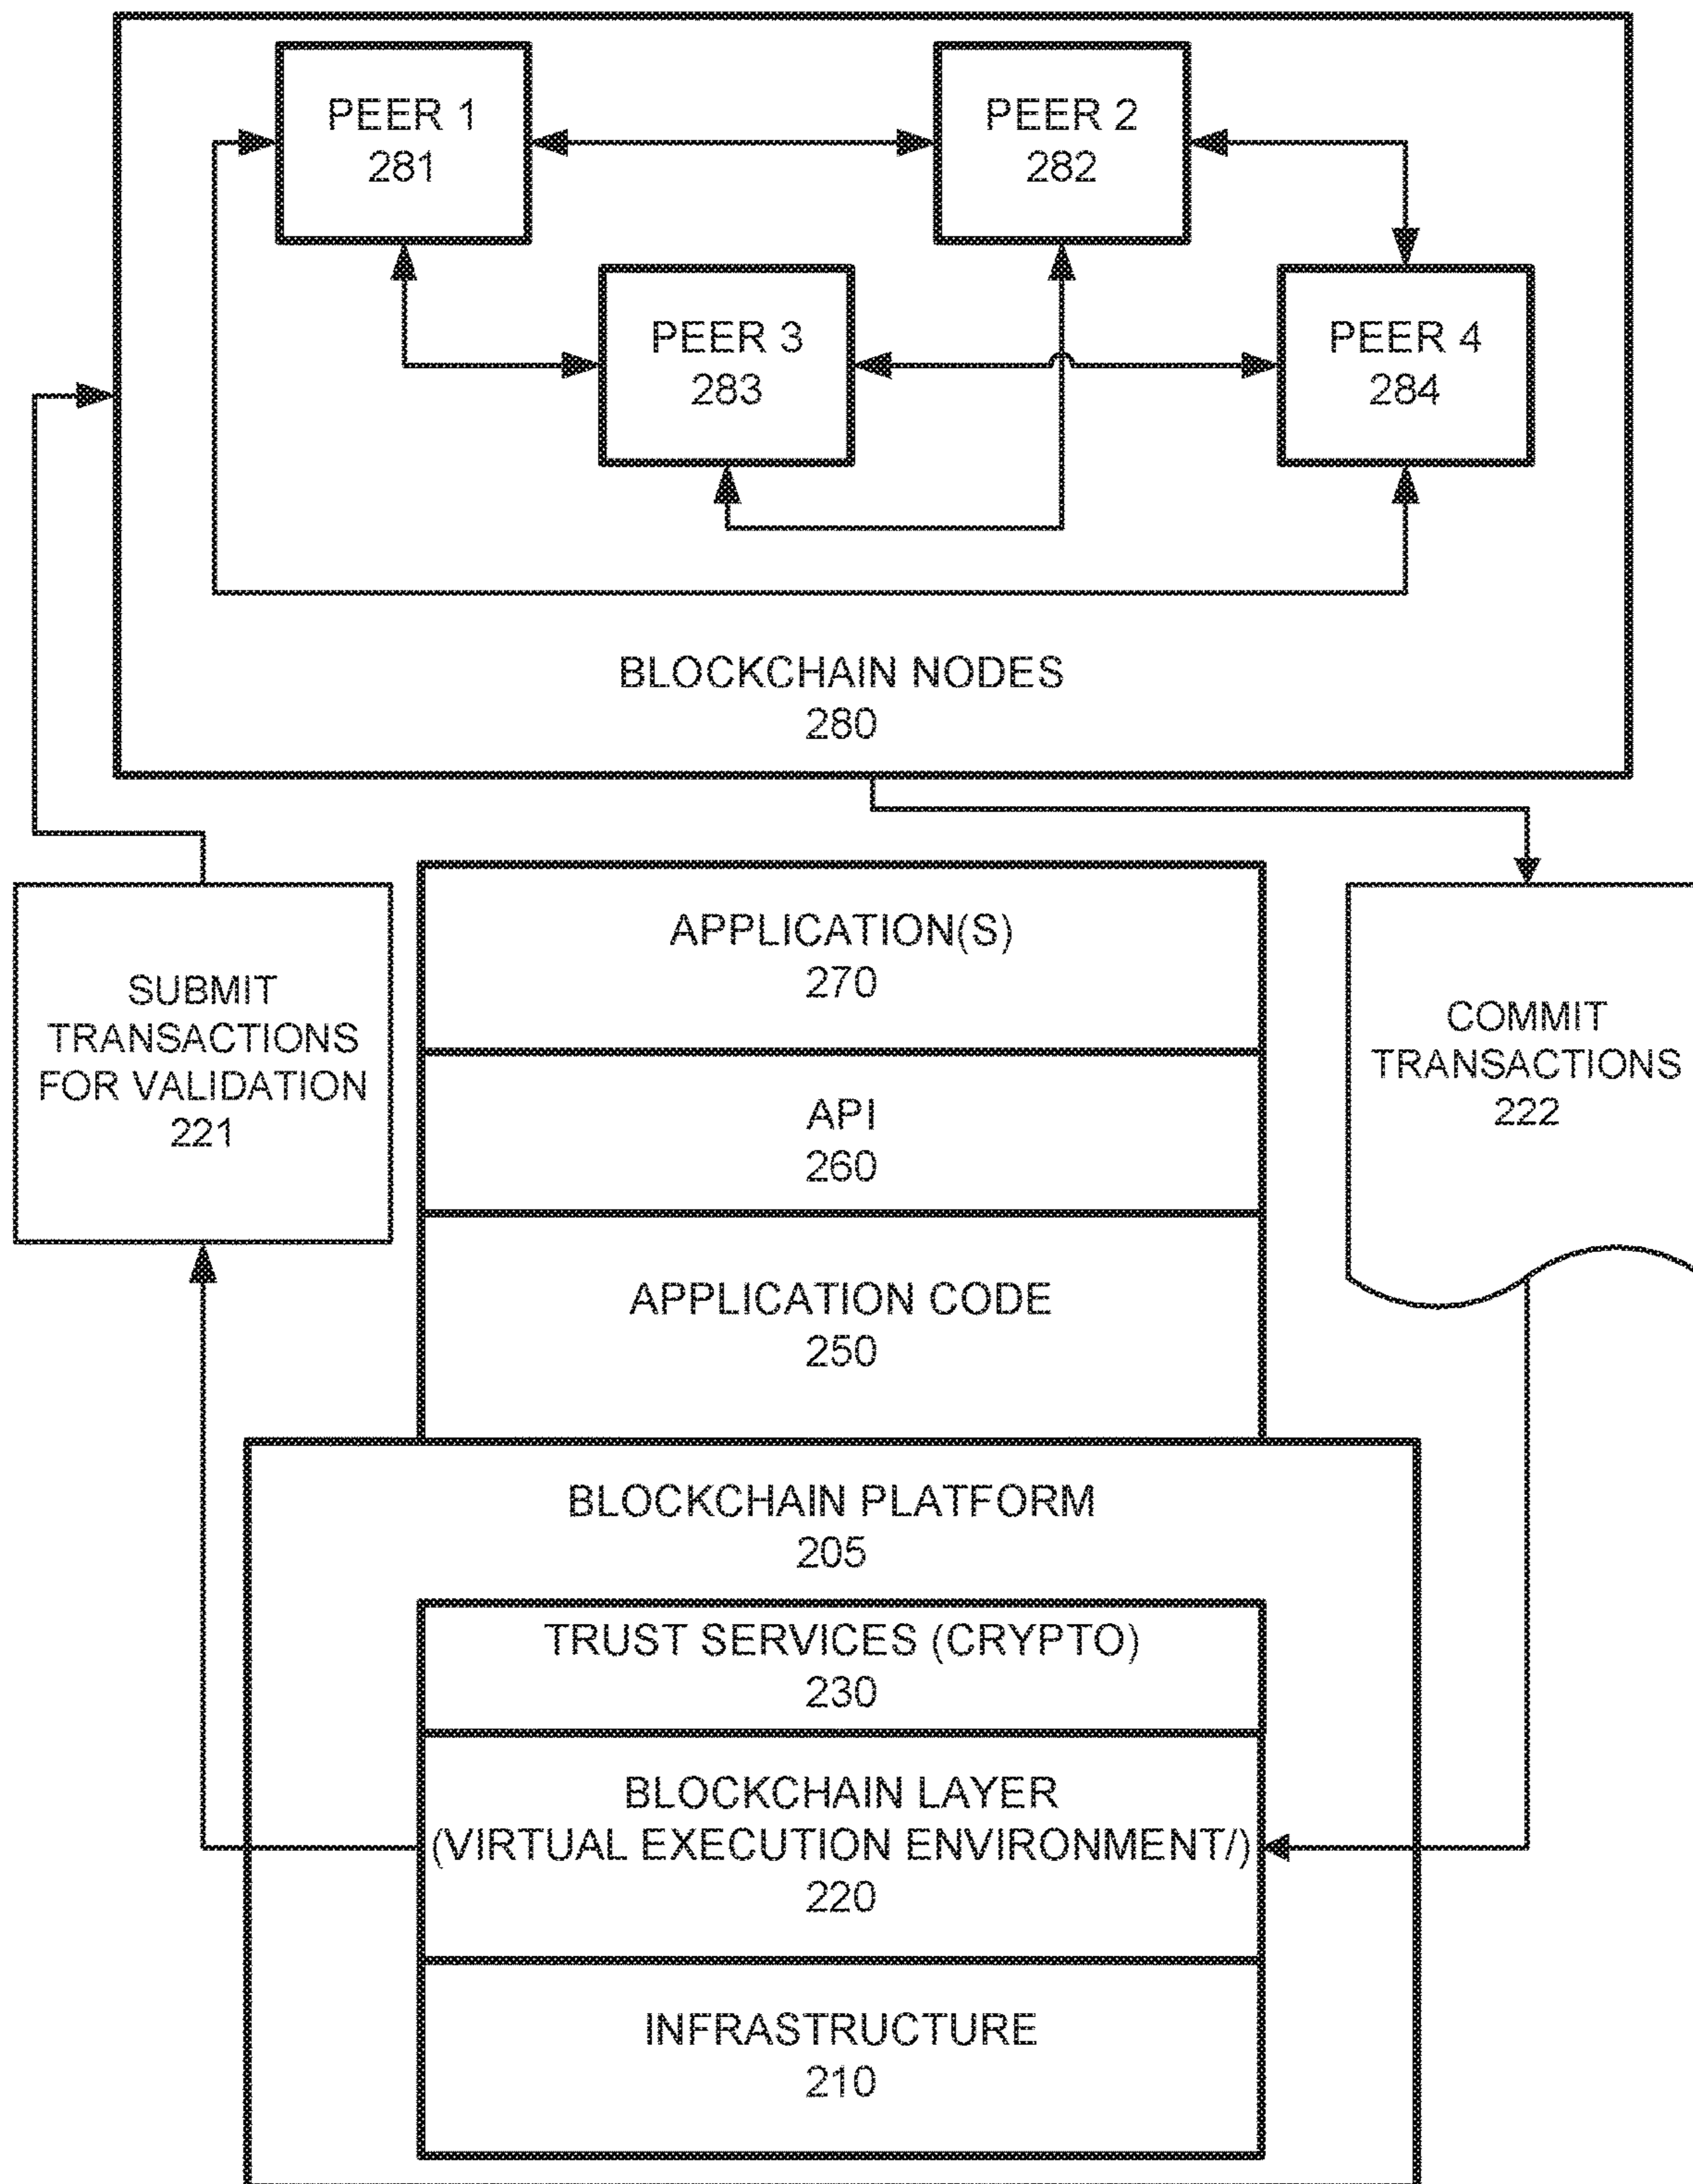 PEER 1
281
PEER 2
282
PEER 3
283
PEER 4
284
BLOCKCHAIN NODES
280
SUBMIT
TRANSACTIONS
FOR VALIDATION
221
APPLICATION(S)
270
API
260
APPLICATION CODE
250
COMMIT
TRANSACTIONS
222
BLOCKCHAIN PLATFORM
205
TRUST SERVICES (CRYPTO)
230
BLOCKCHAIN LAYER
(VIRTUAL EXECUTION ENVIRONMENT/)
220
INFRASTRUCTURE
210